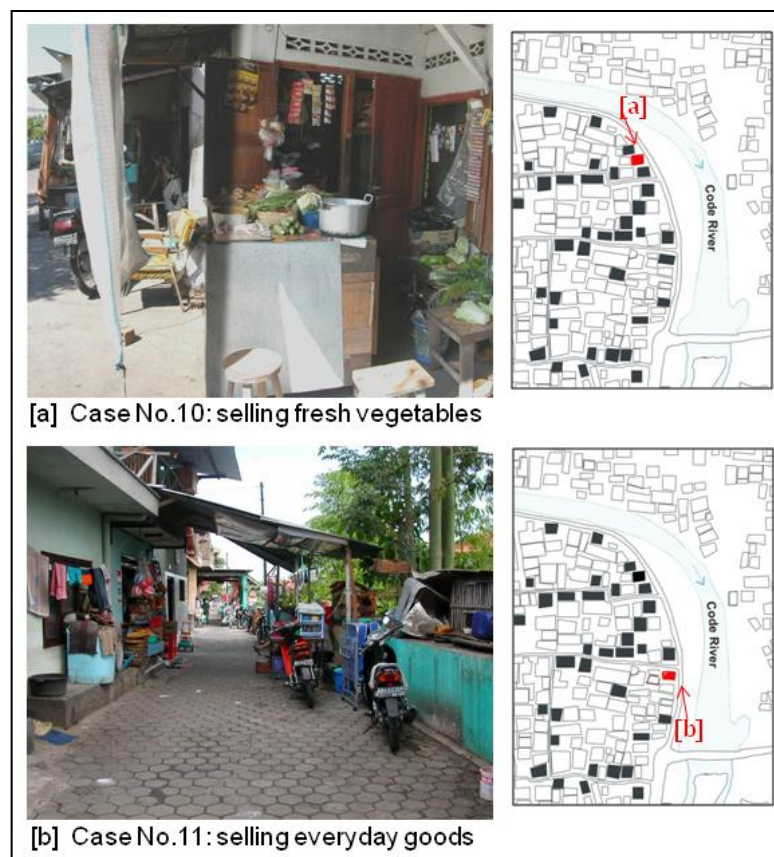 [a]
Code River
[a] Case No.10: selling fresh vegetables
Code River
[b]
[b] Case No.11: selling everyday goods